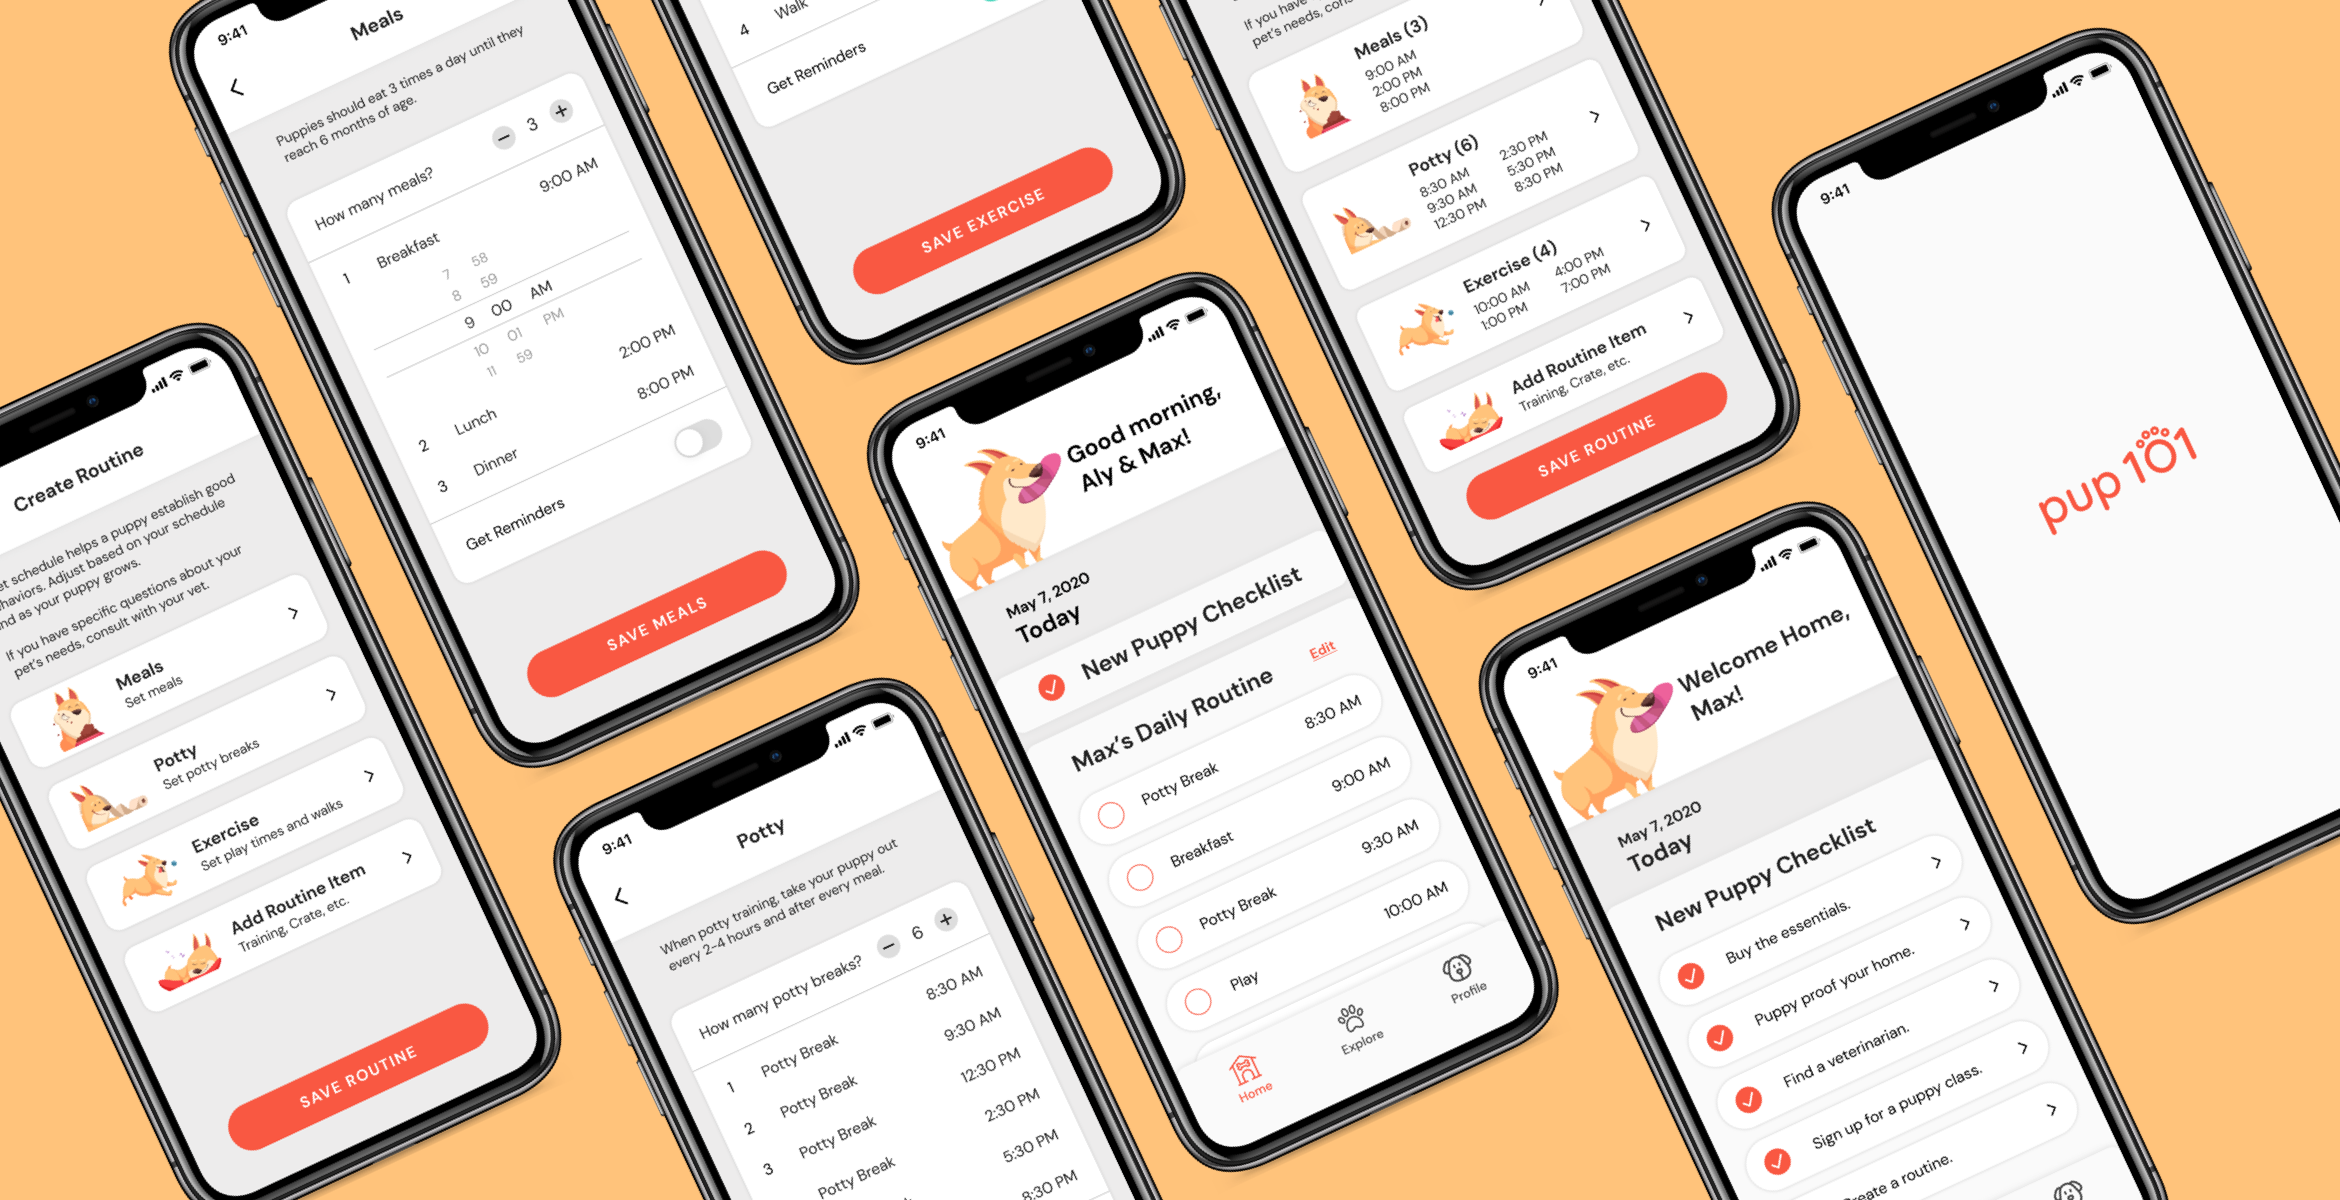 Create Routine
et schedule helps a puppy establish good
haviors. Adjust based on your schedule
nd as your puppy grows.
If you have specific questions about your
pet's needs, consult with your vet.
Meals
Set meals
Potty
Set potty breaks
Exercise
Set play times and walks
Add Routine Item
Training, Crate, etc.
SAVE ROUTINE
9:41
Meals
Puppies should eat 3 times a day until they
reach 6 months of age.
How many meals? 3
1 Breakfast 9:00 AM
7 58
8 59
9 00 AM
10 01 PM
11 59
2 Lunch 2:00 PM
3 Dinner 8:00 PM
Get Reminders
SAVE MEALS
4 Walk
Get Reminders
SAVE EXERCISE
9:41
Potty
When potty training, take your puppy out
every 2-4 hours and after every meal.
How many potty breaks? 6
1 Potty Break 8:30 AM
2 Potty Break 9:30 AM
3 Potty Break 12:30 PM
Potty Break 2:30 PM
5:30 PM
8:30 PM
9:41
Good morning,
Aly & Max!
May 7, 2020
Today
New Puppy Checklist
Max's Daily Routine Edit
Potty Break 8:30 AM
Breakfast 9:00 AM
Potty Break 9:30 AM
Play 10:00 AM
Home Explore Profile
If you have
pet's needs, cons
Meals (3)
9:00 AM
2:00 PM
8:00 PM
Potty (6)
8:30 AM 2:30 PM
9:30 AM 5:30 PM
12:30 PM 8:30 PM
Exercise (4)
10:00 AM 4:00 PM
1:00 PM 7:00 PM
Add Routine Item
Training, Crate, etc.
SAVE ROUTINE
9:41
Welcome Home,
Max!
May 7, 2020
Today
New Puppy Checklist
Buy the essentials.
Puppy proof your home.
Find a veterinarian.
Sign up for a puppy class.
reate a routine.
9:41
pup 101